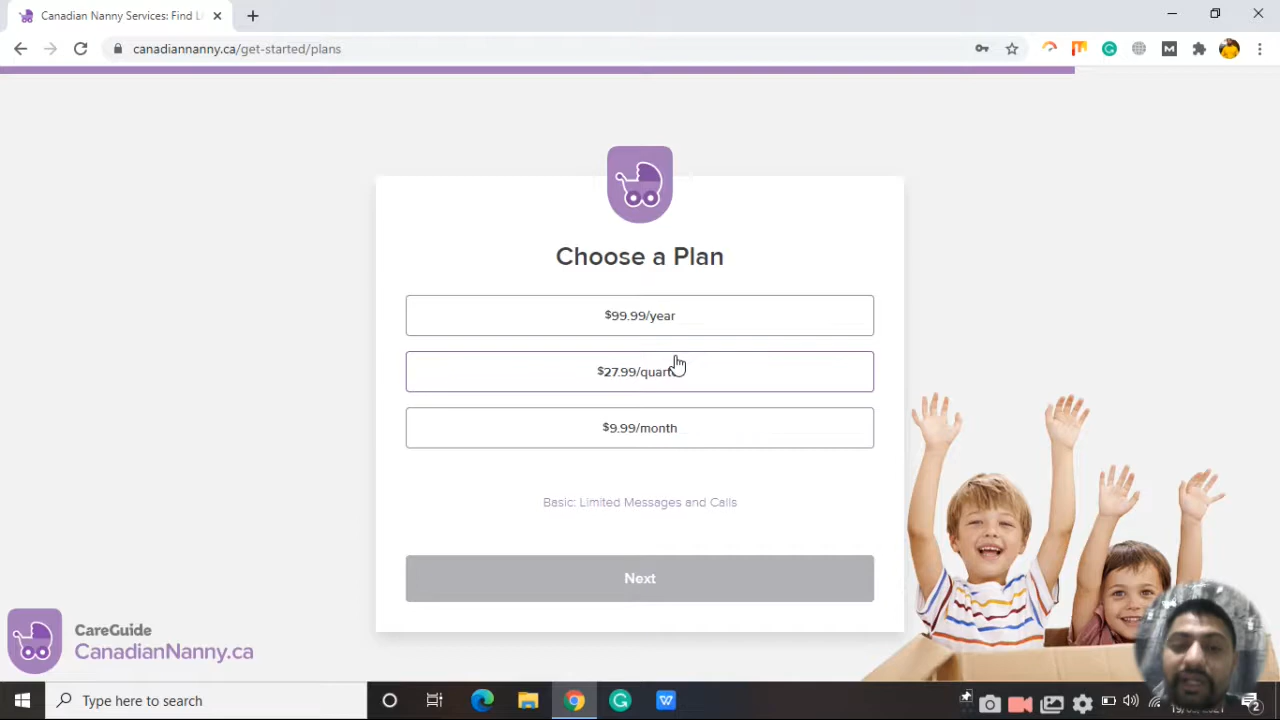 Canadian Nanny Services: Find L
canadiannanny.ca/get-started/plans
Choose a Plan
$99.99/year
$27.99/quart
$9.99/month
Basic: Limited Messages and Calls
Next
CareGuide
CanadianNanny.ca
Type here to search